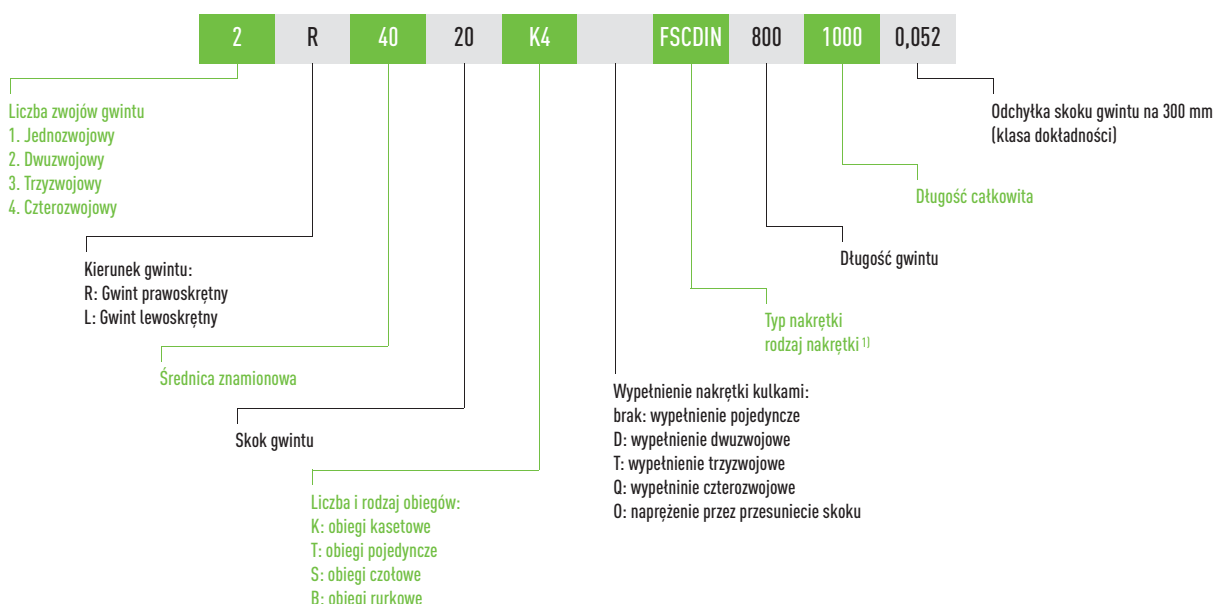 2 R 40 20 K4 FSCDIN 800 1000 0,052
Liczba zwojów gwintu
1. Jednozwojowy
2. Dwuzwojowy
3. Trzyzwojowy
4. Czterozwojowy
Odchyłka skoku gwintu na 300 mm
(klasa dokładności)
Długość całkowita
Długość gwintu
Kierunek gwintu:
R: Gwint prawoskrętny
L: Gwint lewoskrętny
Typ nakrętki
rodzaj nakrętki 1)
Średnica znamionowa
Wypełnienie nakrętki kulkami:
brak: wypełnienie pojedyncze
D: wypełnienie dwuzwojowe
T: wypełnienie trzyzwojowe
Q: wypełninie czterozwojowe
O: naprężenie przez przesuniecie skoku
Skok gwintu
Liczba i rodzaj obiegów:
K: obiegi kasetowe
T: obiegi pojedyncze
S: obiegi czołowe
B: obiegi rurkowe